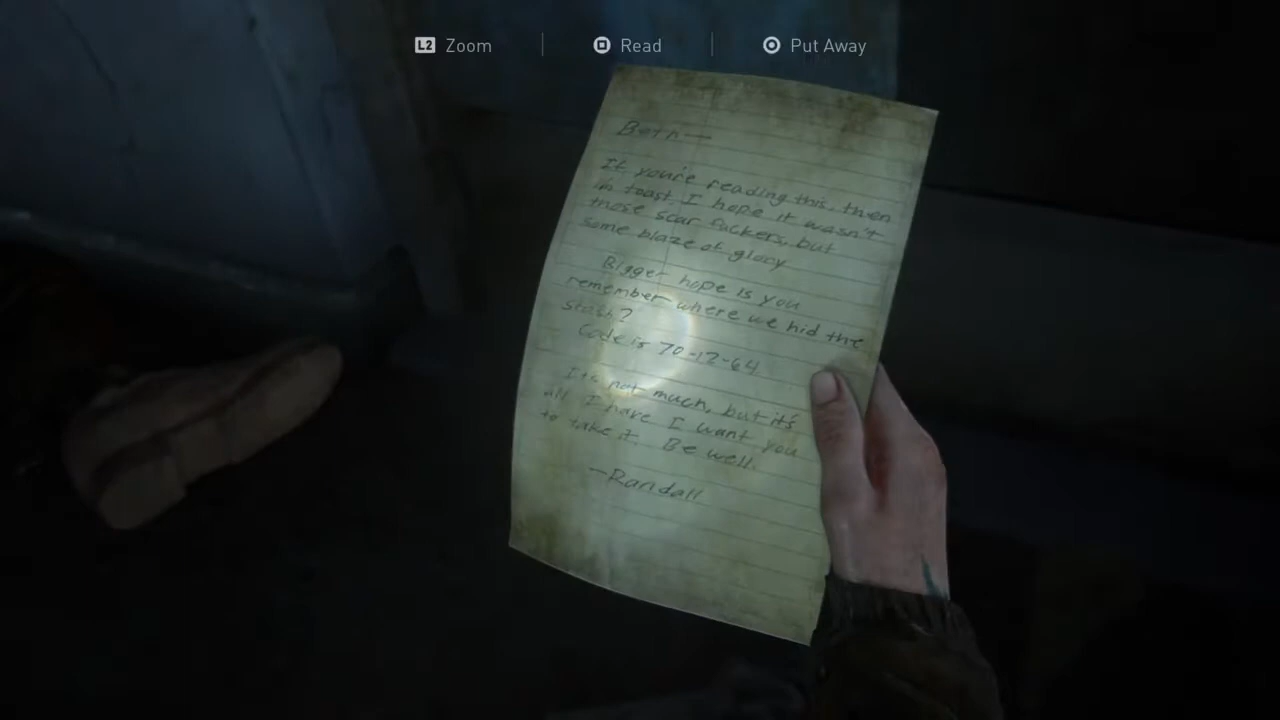 L2 Zoom
Read
Put Away
Beth—
If you're reading this, then
I'm toast. I hope it wasn't
those scar fuckers, but
some blaze of glory.
Bigger hope is you
remember where we hid the
stash?
Code is 70-12-64.
It's not much, but it's
all I have. I want you
to take it. Be well.
—Randall